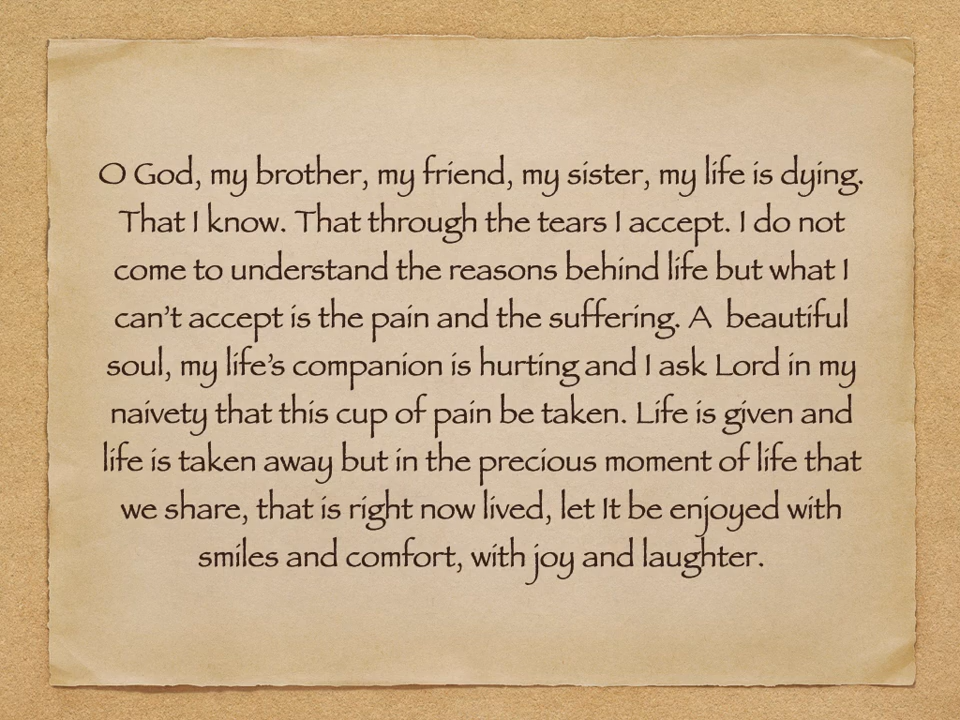 O God, my brother, my friend, my sister, my life is dying.
That I know. That through the tears I accept. I do not
come to understand the reasons behind life but what I
can’t accept is the pain and the suffering. A  beautiful
soul, my life’s companion is hurting and I ask Lord in my
naivety that this cup of pain be taken. Life is given and
life is taken away but in the precious moment of life that
we share, that is right now lived, let It be enjoyed with
smiles and comfort, with joy and laughter.